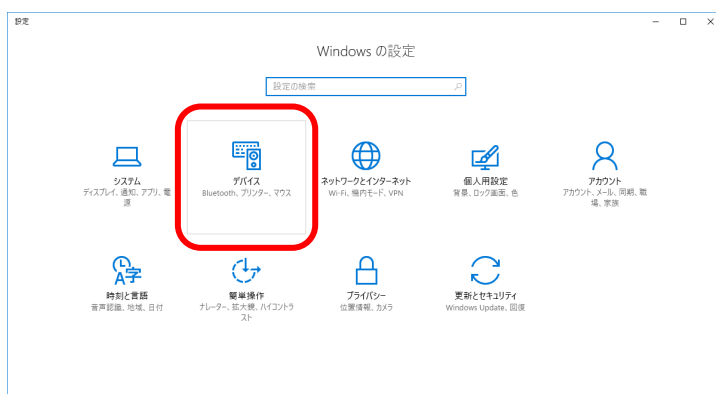 設定
Windows の設定
設定の検索
システム
ディスプレイ、通知、アプリ、電
源
デバイス
Bluetooth、プリンター、マウス
ネットワークとインターネット
Wi-Fi、機内モード、VPN
個人用設定
背景、ロック画面、色
アカウント
アカウント、メール、同期、職
場、家族
時刻と言語
音声認識、地域、日付
簡単操作
ナレーター、拡大鏡、ハイコントラ
スト
プライバシー
位置情報、カメラ
更新とセキュリティ
Windows Update、回復